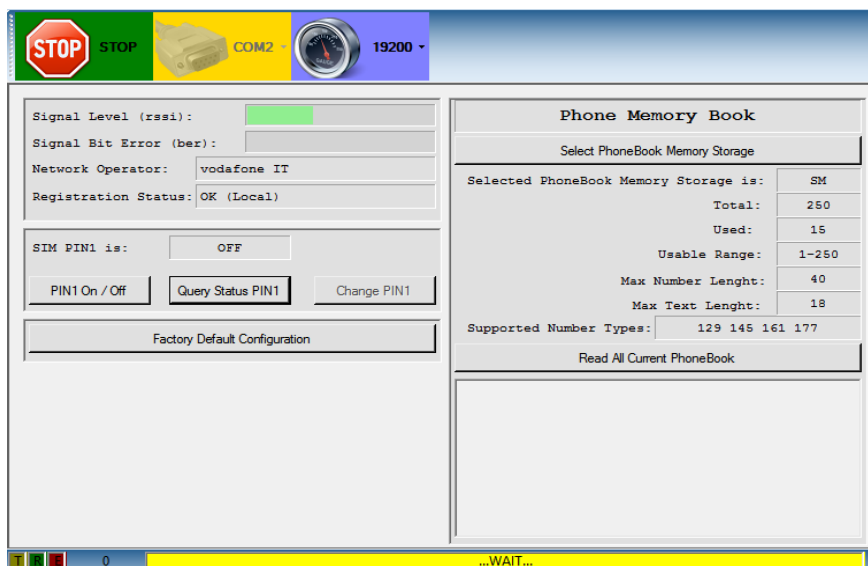 STOP STOP COM2 19200
GAUGE
Signal Level (rssi):
Signal Bit Error (ber):
Network Operator: vodafone IT
Registration Status: OK (Local)
SIM PIN1 is: OFF
PIN1 On / Off Query Status PIN1 Change PIN1
Factory Default Configuration
Phone Memory Book
Select PhoneBook Memory Storage
Selected PhoneBook Memory Storage is: SM
Total: 250
Used: 15
Usable Range: 1-250
Max Number Lenght: 40
Max Text Lenght: 18
Supported Number Types: 129 145 161 177
Read All Current PhoneBook
T R E 0 ...WAIT...